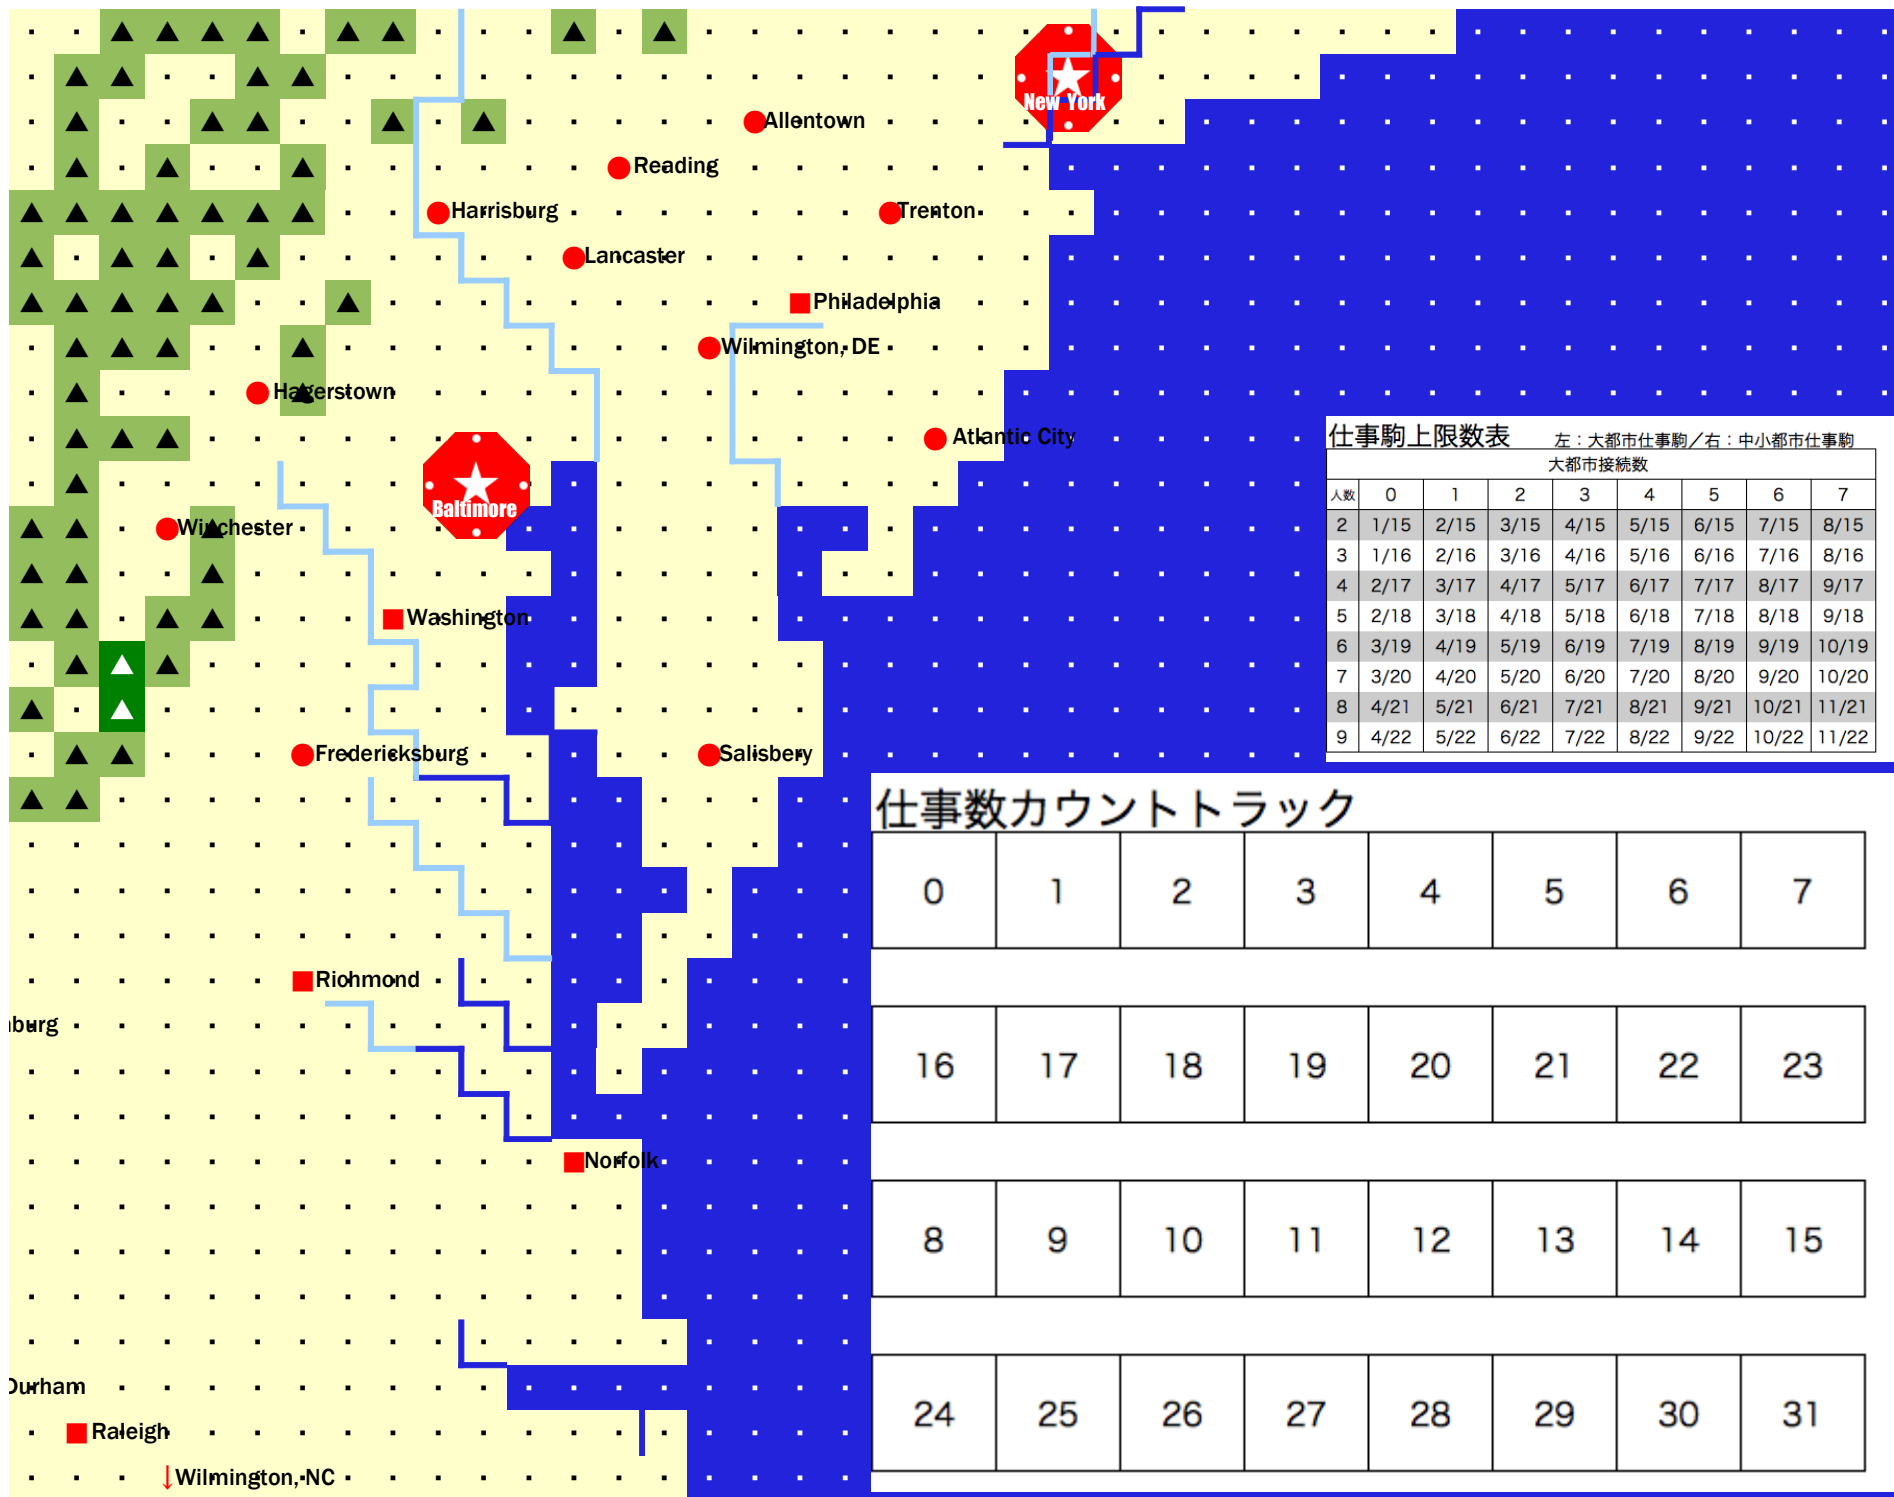 New York
Allentown
Reading
Harrisburg
Trenton
Lancaster
Philadelphia
Wilmington, DE
Hagerstown
Atlantic City
Baltimore
Winchester
Washington
Fredericksburg
Salisbery
Richmond
burg
Norfolk
Durham
Raleigh
↓Wilmington, NC
仕事駒上限数表 左：大都市仕事駒／右：中小都市仕事駒
大都市接続数
人数 0 1 2 3 4 5 6 7
2 1/15 2/15 3/15 4/15 5/15 6/15 7/15 8/15
3 1/16 2/16 3/16 4/16 5/16 6/16 7/16 8/16
4 2/17 3/17 4/17 5/17 6/17 7/17 8/17 9/17
5 2/18 3/18 4/18 5/18 6/18 7/18 8/18 9/18
6 3/19 4/19 5/19 6/19 7/19 8/19 9/19 10/19
7 3/20 4/20 5/20 6/20 7/20 8/20 9/20 10/20
8 4/21 5/21 6/21 7/21 8/21 9/21 10/21 11/21
9 4/22 5/22 6/22 7/22 8/22 9/22 10/22 11/22
仕事数カウントトラック
0 1 2 3 4 5 6 7
16 17 18 19 20 21 22 23
8 9 10 11 12 13 14 15
24 25 26 27 28 29 30 31